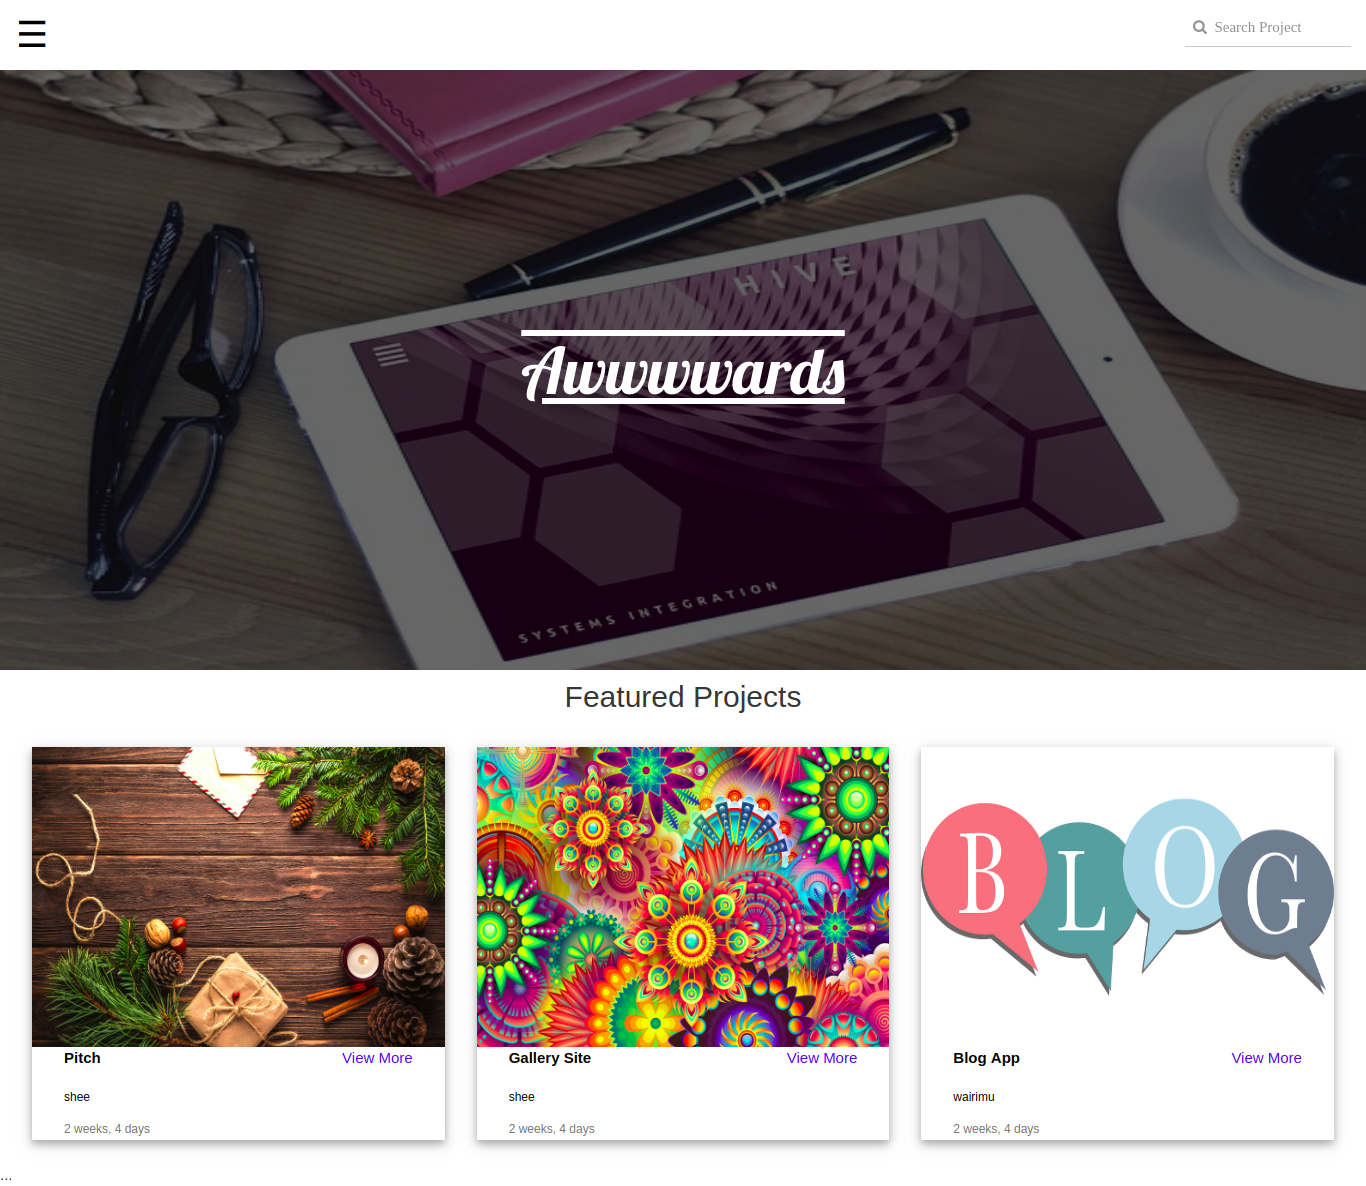 Search Project
HIVE
Awwwwards
SYSTEMS INTEGRATION
Featured Projects
BLOG
Pitch View More
shee
2 weeks, 4 days
Gallery Site View More
shee
2 weeks, 4 days
Blog App View More
wairimu
2 weeks, 4 days
...